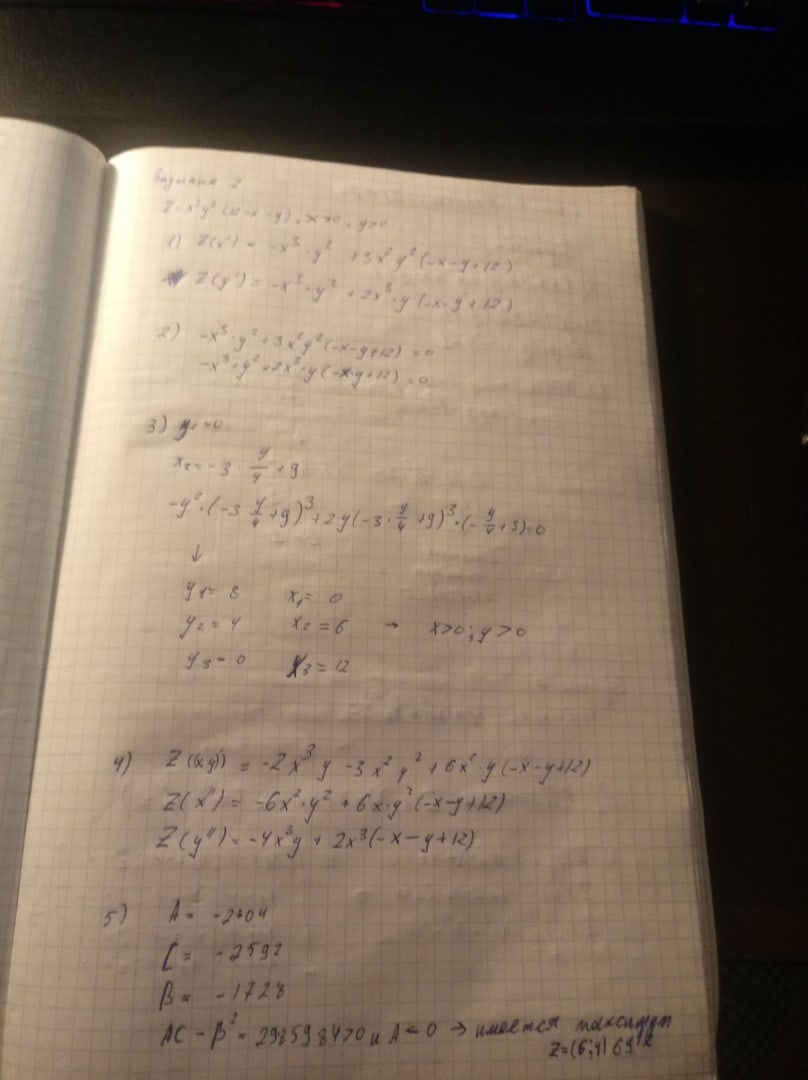 Задание 2
Z = x³y² (12-x-y), x>0, y>0
1) Z(x') = -x³·y² + 3x²y²(-x-y+12)
Z(y') = -x³·y² + 2x³·y(-x-y+12)
2) -x³·y²+3x²y²(-x-y+12) = 0
-x³·y²+2x³·y(-x-y+12) = 0
3) y₁=0
x₂ = -3 y/4 + 9
-y²·(-3 y/4 + 9)³ + 2y(-3·y/4 + 9)³·(-y/4 + 3) = 0
↓
y₁ = 8 x₁ = 0
y₂ = 4 x₂ = 6 → x>0; y>0
y₃ = 0 x₃ = 12
4) Z(xy'') = -2x³y - 3x²y² + 6x²·y(-x-y+12)
Z(x'') = -6x²·y² + 6x·y²(-x-y+12)
Z(y'') = -4x³y + 2x³(-x-y+12)
5) A = -2304
C = -2592
B = -1728
AC - B² = 2985984>0 и A<0 → имеется максимум
Z=(6;4) 6912